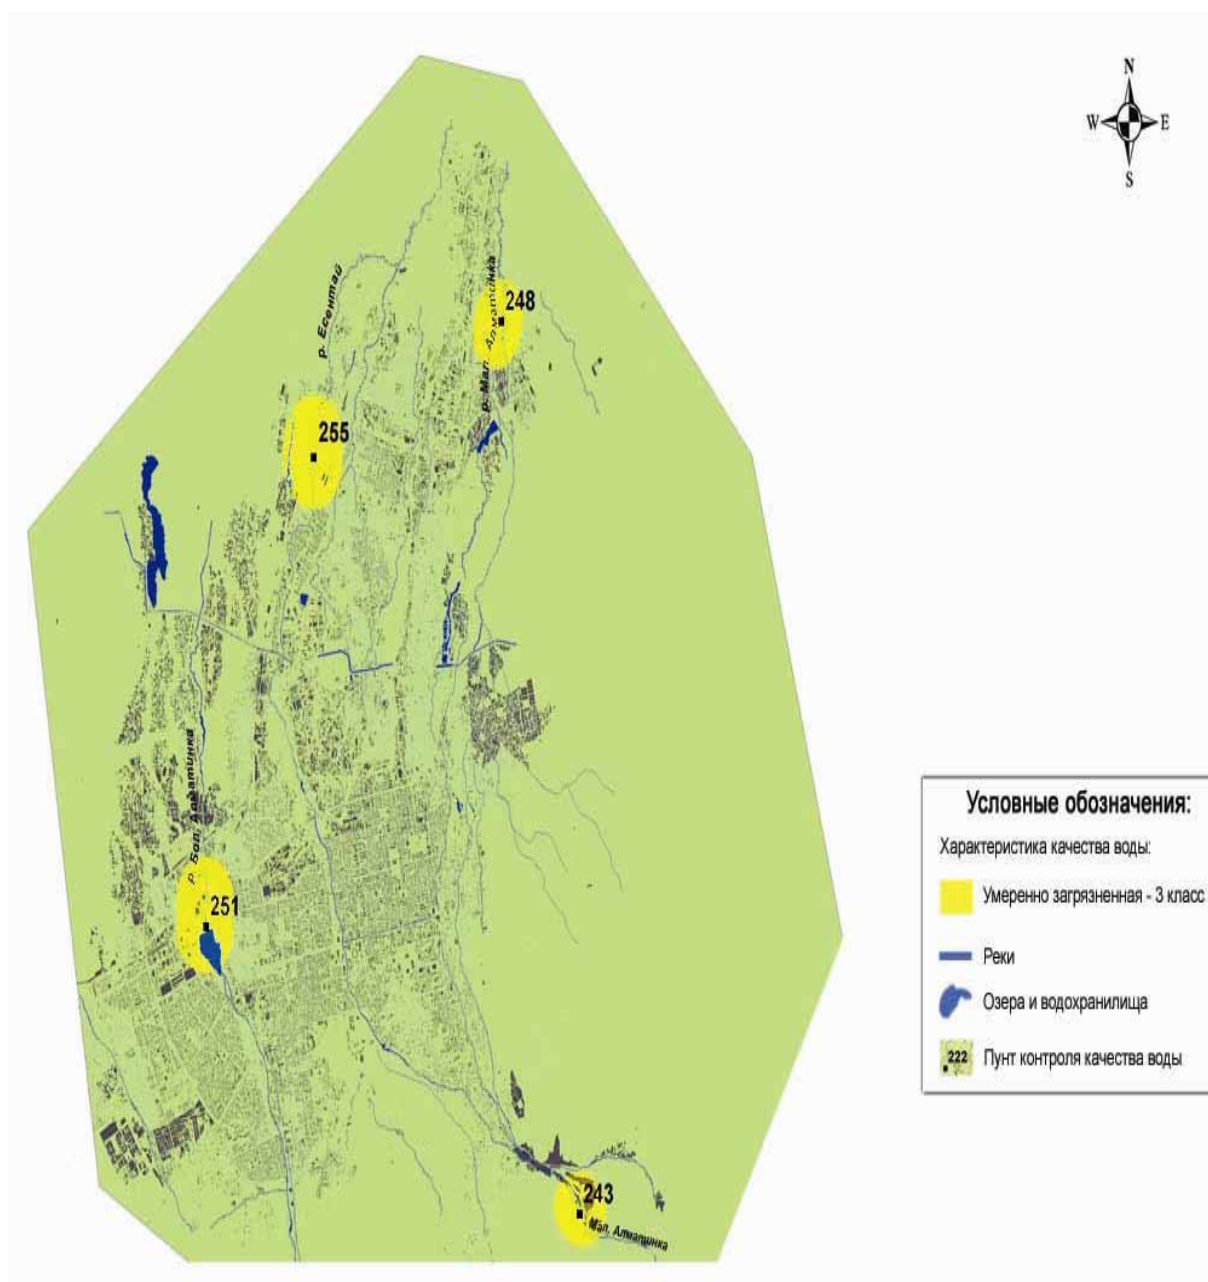 N
W E
S
р. Есентай
р. Мал. Алматинка
248
255
р. Бол. Алматинка
251
243
Мал. Алматинка
Условные обозначения:
Характеристика качества воды:
Умеренно загрязненная - 3 класс
Реки
Озера и водохранилища
222 Пунт контроля качества воды